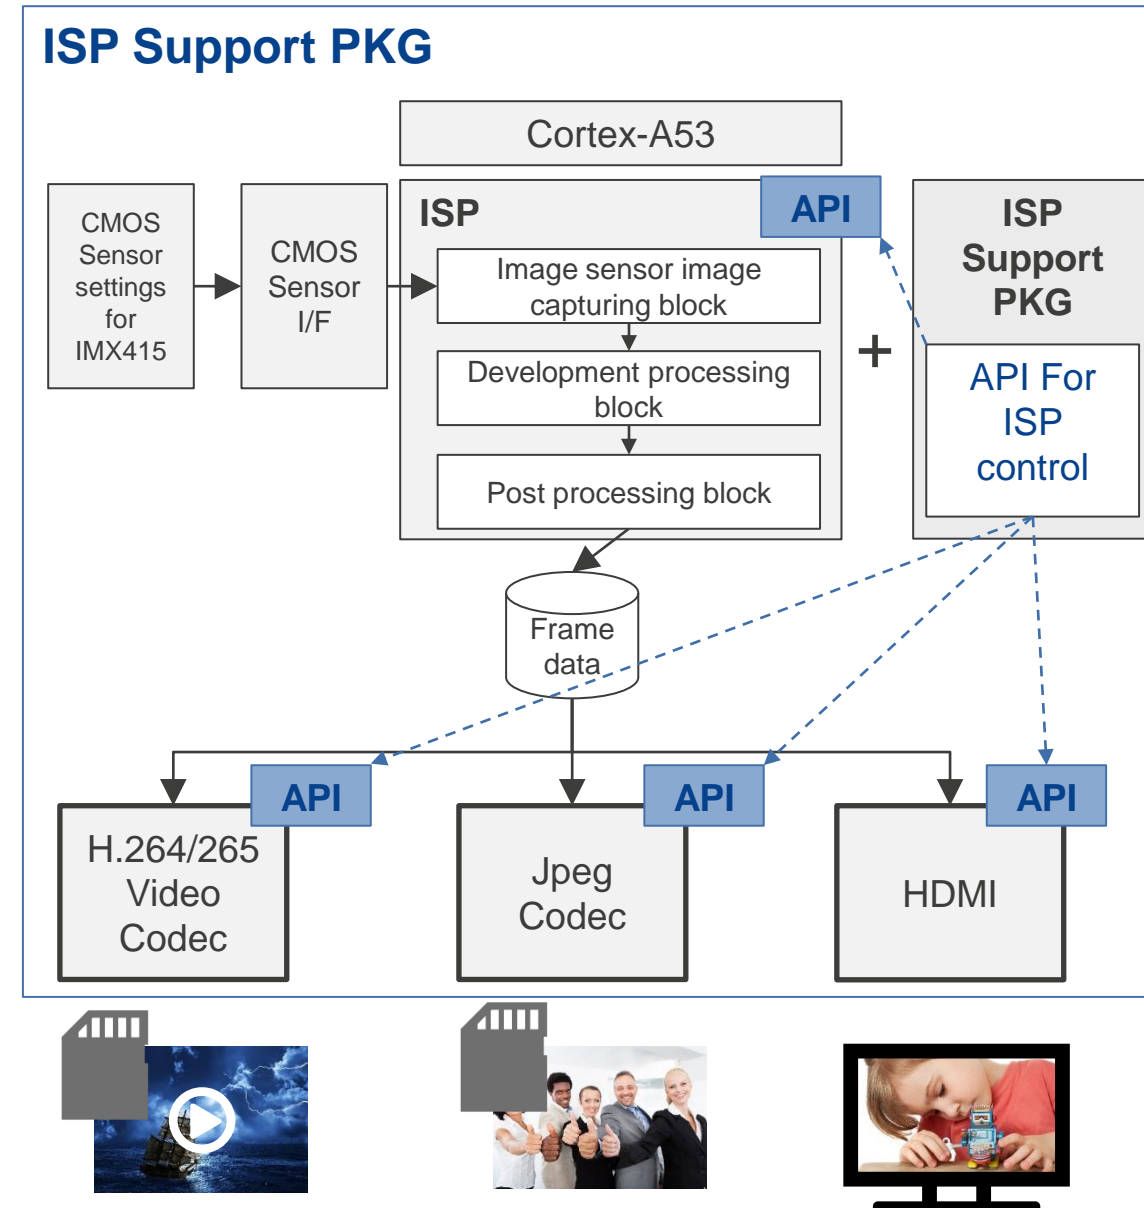 ISP Support PKG
Cortex-A53
CMOS
Sensor
settings
for
IMX415
CMOS
Sensor
I/F
ISP
API
Image sensor image
capturing block
Development processing
block
Post processing block
+
ISP
Support
PKG
API For
ISP
control
Frame
data
API
H.264/265
Video
Codec
API
Jpeg
Codec
API
HDMI